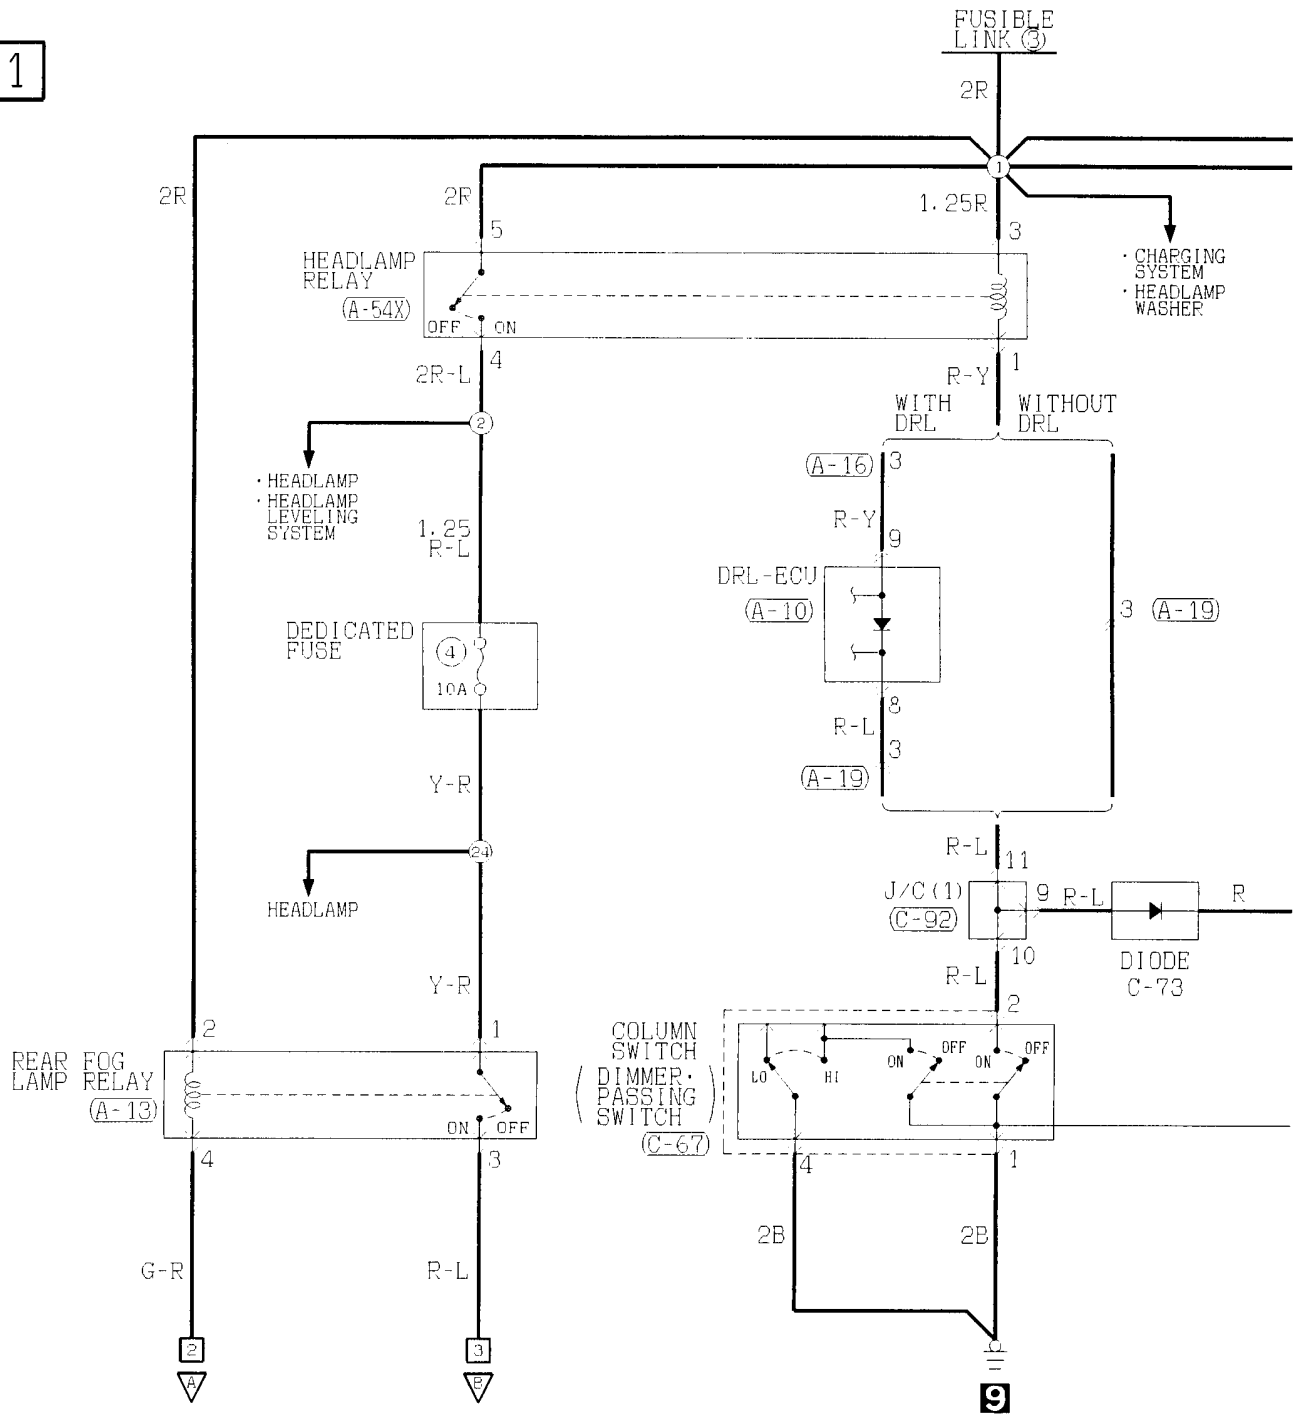 FUSIBLE
LINK ③
1
2R
1
2R
2R
1.25R
5
3
HEADLAMP
RELAY
(A-54X)
OFF
ON
· CHARGING
SYSTEM
· HEADLAMP
WASHER
4
2R-L
1
R-Y
WITH
DRL
WITHOUT
DRL
2
· HEADLAMP
· HEADLAMP
LEVELING
SYSTEM
(A-16)
3
1.25
R-L
R-Y
9
DRL-ECU
(A-10)
3
(A-19)
DEDICATED
FUSE
4
10A
8
R-L
3
(A-19)
Y-R
24
HEADLAMP
R-L
11
J/C(1)
(C-92)
9
R-L
R
10
DIODE
C-73
Y-R
R-L
2
2
1
REAR FOG
LAMP RELAY
(A-13)
ON
OFF
COLUMN
SWITCH
(DIMMER·
PASSING
SWITCH)
(C-67)
LO
HI
ON
OFF
ON
OFF
4
3
4
1
G-R
R-L
2B
2B
2
3
A
B
9